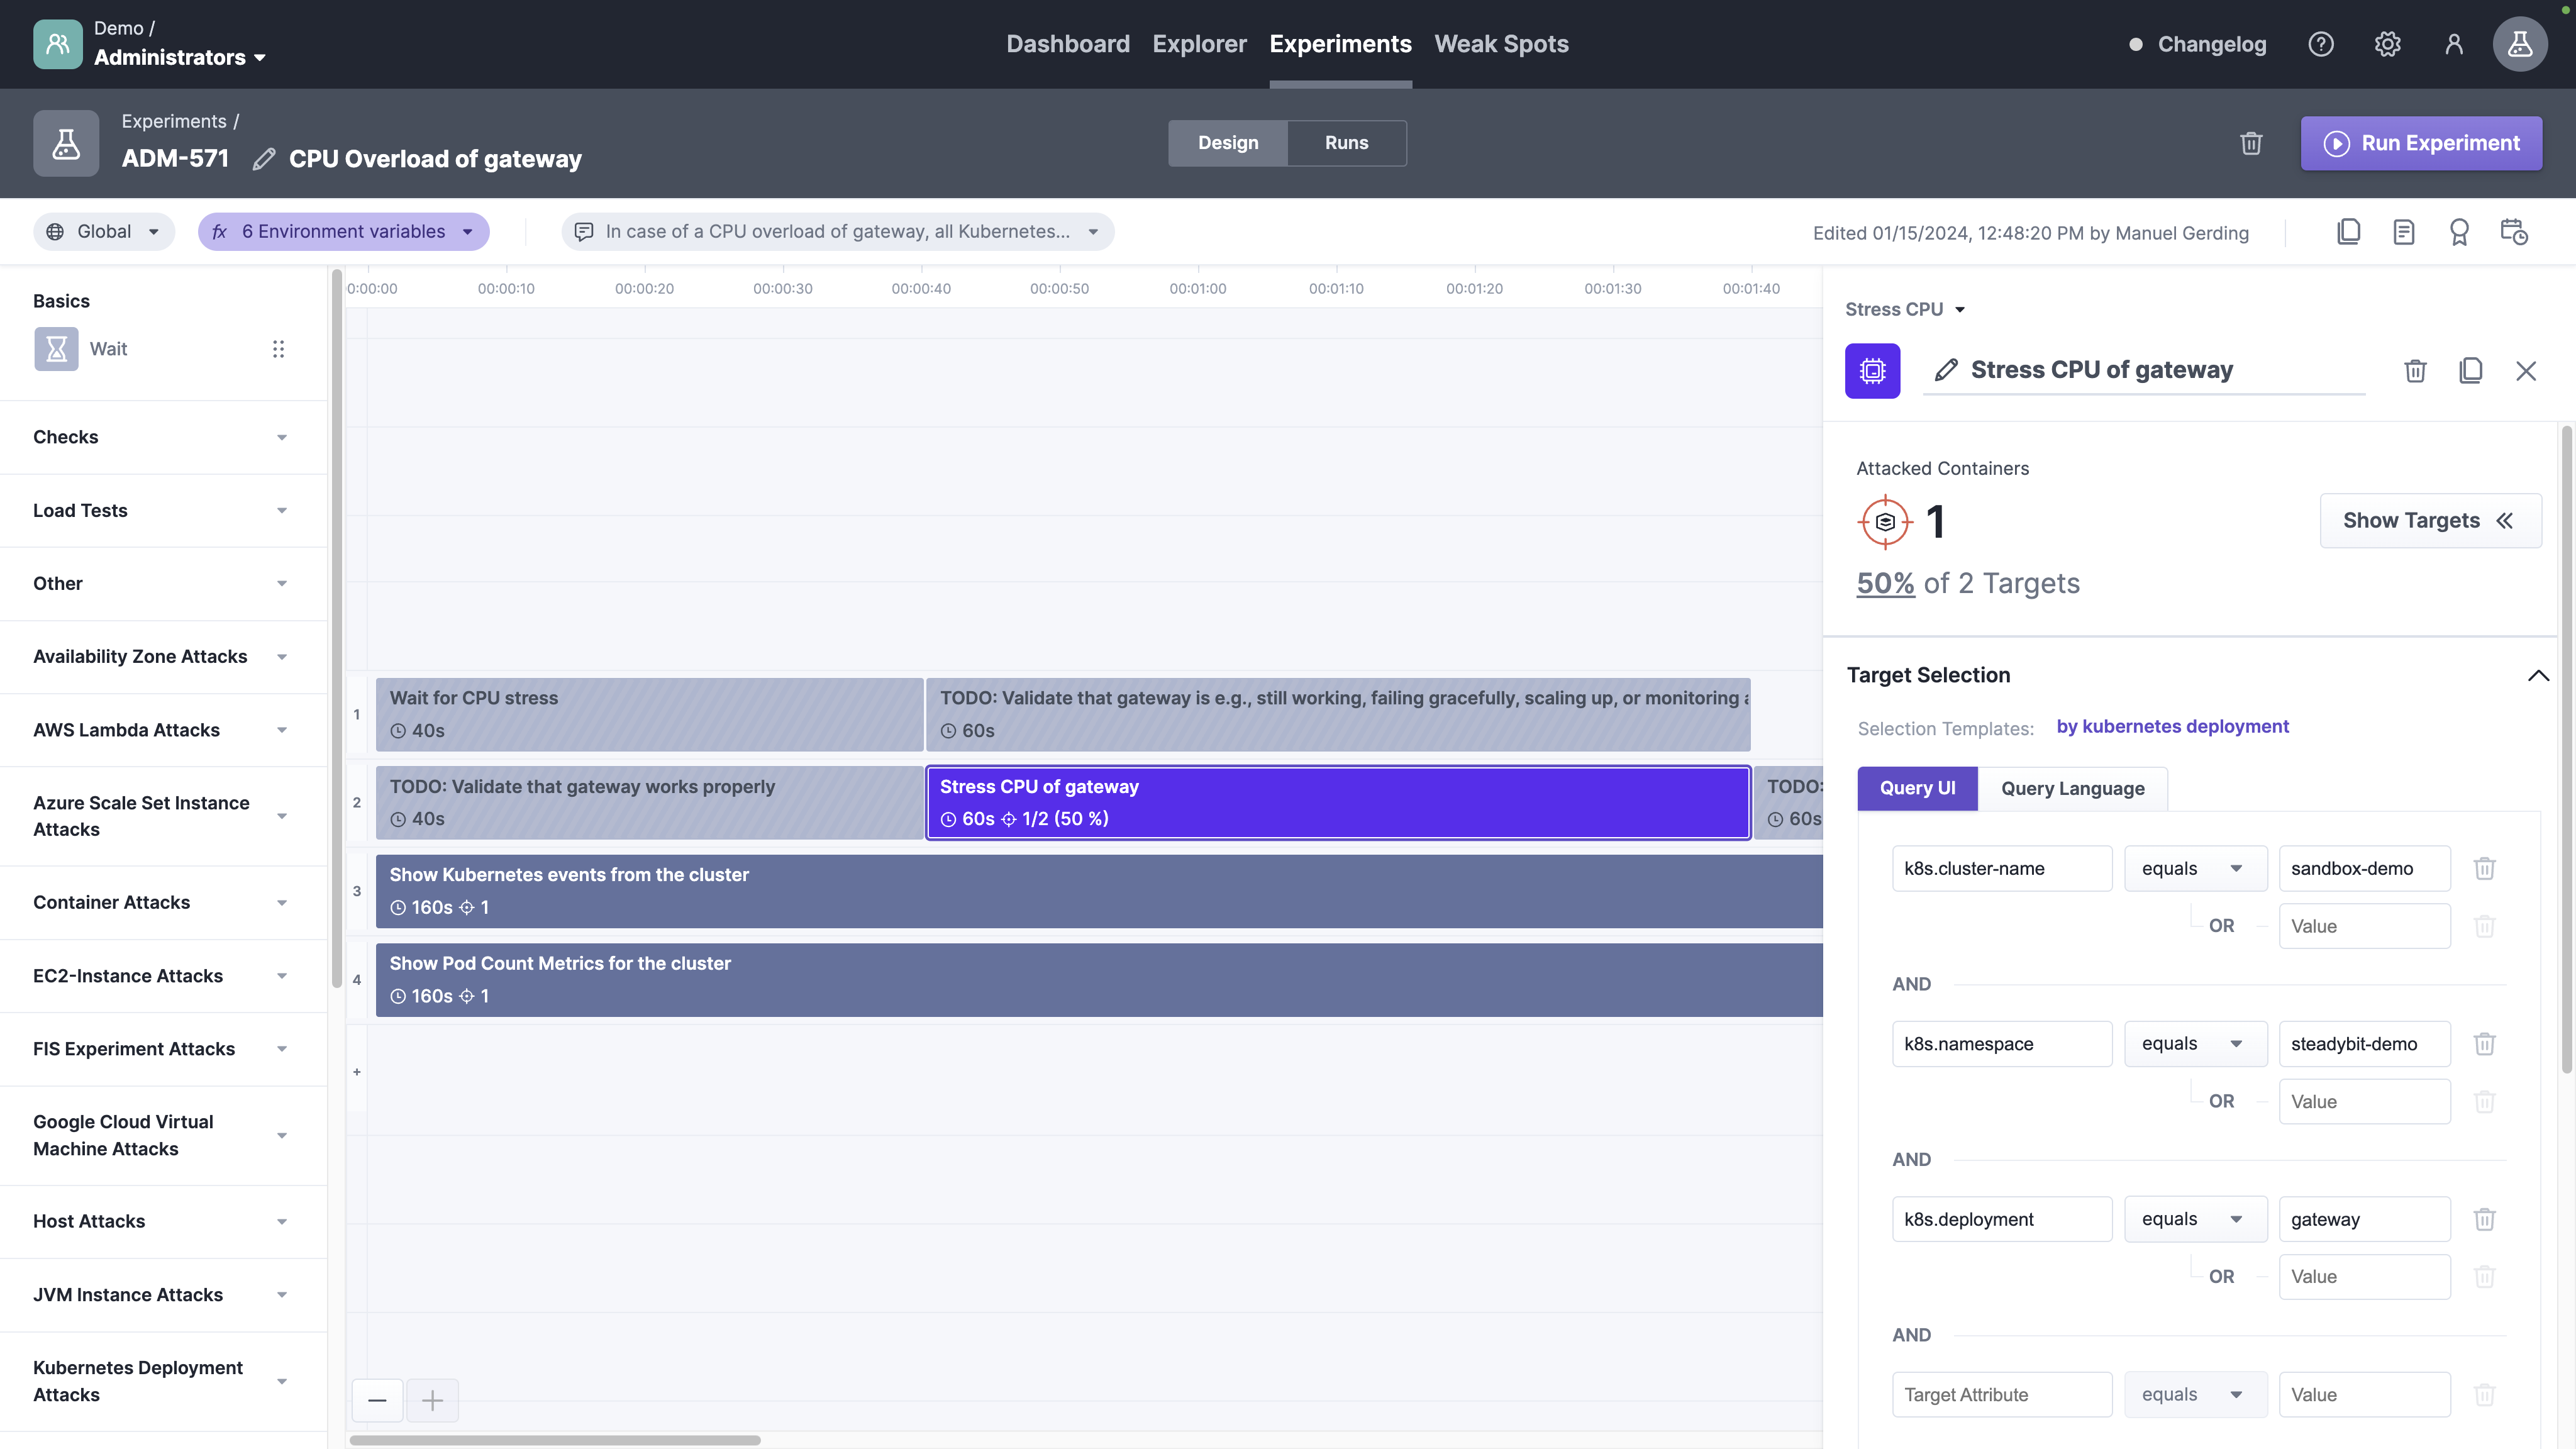 Demo /
Administrators
Dashboard
Explorer
Experiments
Weak Spots
Changelog
Experiments /
ADM-571
CPU Overload of gateway
Design
Runs
Run Experiment
Global
fx 6 Environment variables
In case of a CPU overload of gateway, all Kubernetes...
Edited 01/15/2024, 12:48:20 PM by Manuel Gerding
Basics
Wait
Checks
Load Tests
Other
Availability Zone Attacks
AWS Lambda Attacks
Azure Scale Set Instance
Attacks
Container Attacks
EC2-Instance Attacks
FIS Experiment Attacks
Google Cloud Virtual
Machine Attacks
Host Attacks
JVM Instance Attacks
Kubernetes Deployment
Attacks
0:00:00
00:00:10
00:00:20
00:00:30
00:00:40
00:00:50
00:01:00
00:01:10
00:01:20
00:01:30
00:01:40
1
Wait for CPU stress
40s
TODO: Validate that gateway is e.g., still working, failing gracefully, scaling up, or monitoring
60s
2
TODO: Validate that gateway works properly
40s
Stress CPU of gateway
60s 1/2 (50 %)
TODO:
60s
3
Show Kubernetes events from the cluster
160s 1
4
Show Pod Count Metrics for the cluster
160s 1
+
Stress CPU
Stress CPU of gateway
Attacked Containers
1
Show Targets
50% of 2 Targets
Target Selection
Selection Templates: by kubernetes deployment
Query UI
Query Language
k8s.cluster-name equals sandbox-demo
OR Value
AND
k8s.namespace equals steadybit-demo
OR Value
AND
k8s.deployment equals gateway
OR Value
AND
Target Attribute equals Value